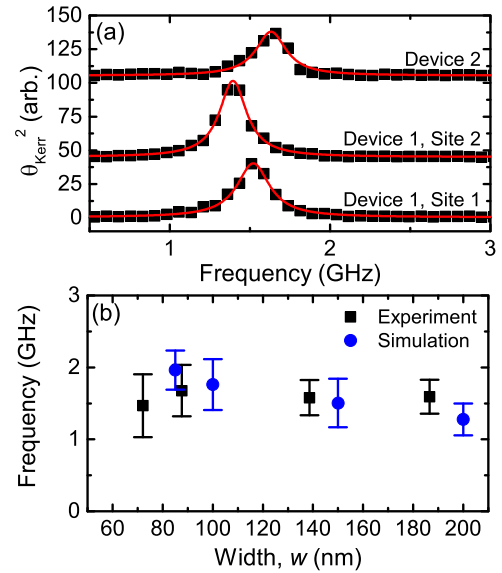 (a)
150
125
100
75
50
25
0
θKerr² (arb.)
Device 2
Device 1, Site 2
Device 1, Site 1
1 2 3
Frequency (GHz)
(b)
Experiment
Simulation
3
2
1
0
Frequency (GHz)
60 80 100 120 140 160 180 200
Width, w (nm)